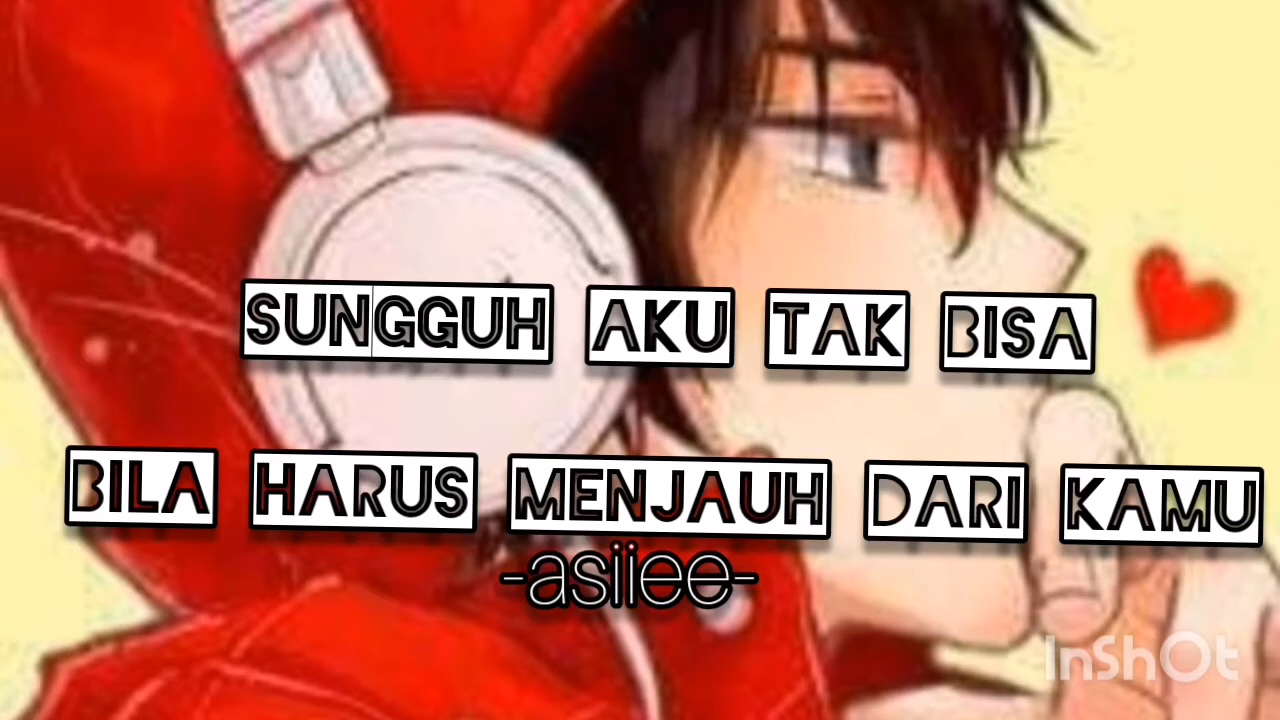 SUNGGUH AKU TAK BISA
BILA HARUS MENJAUH DARI KAMU
-asiiee-
InShOt